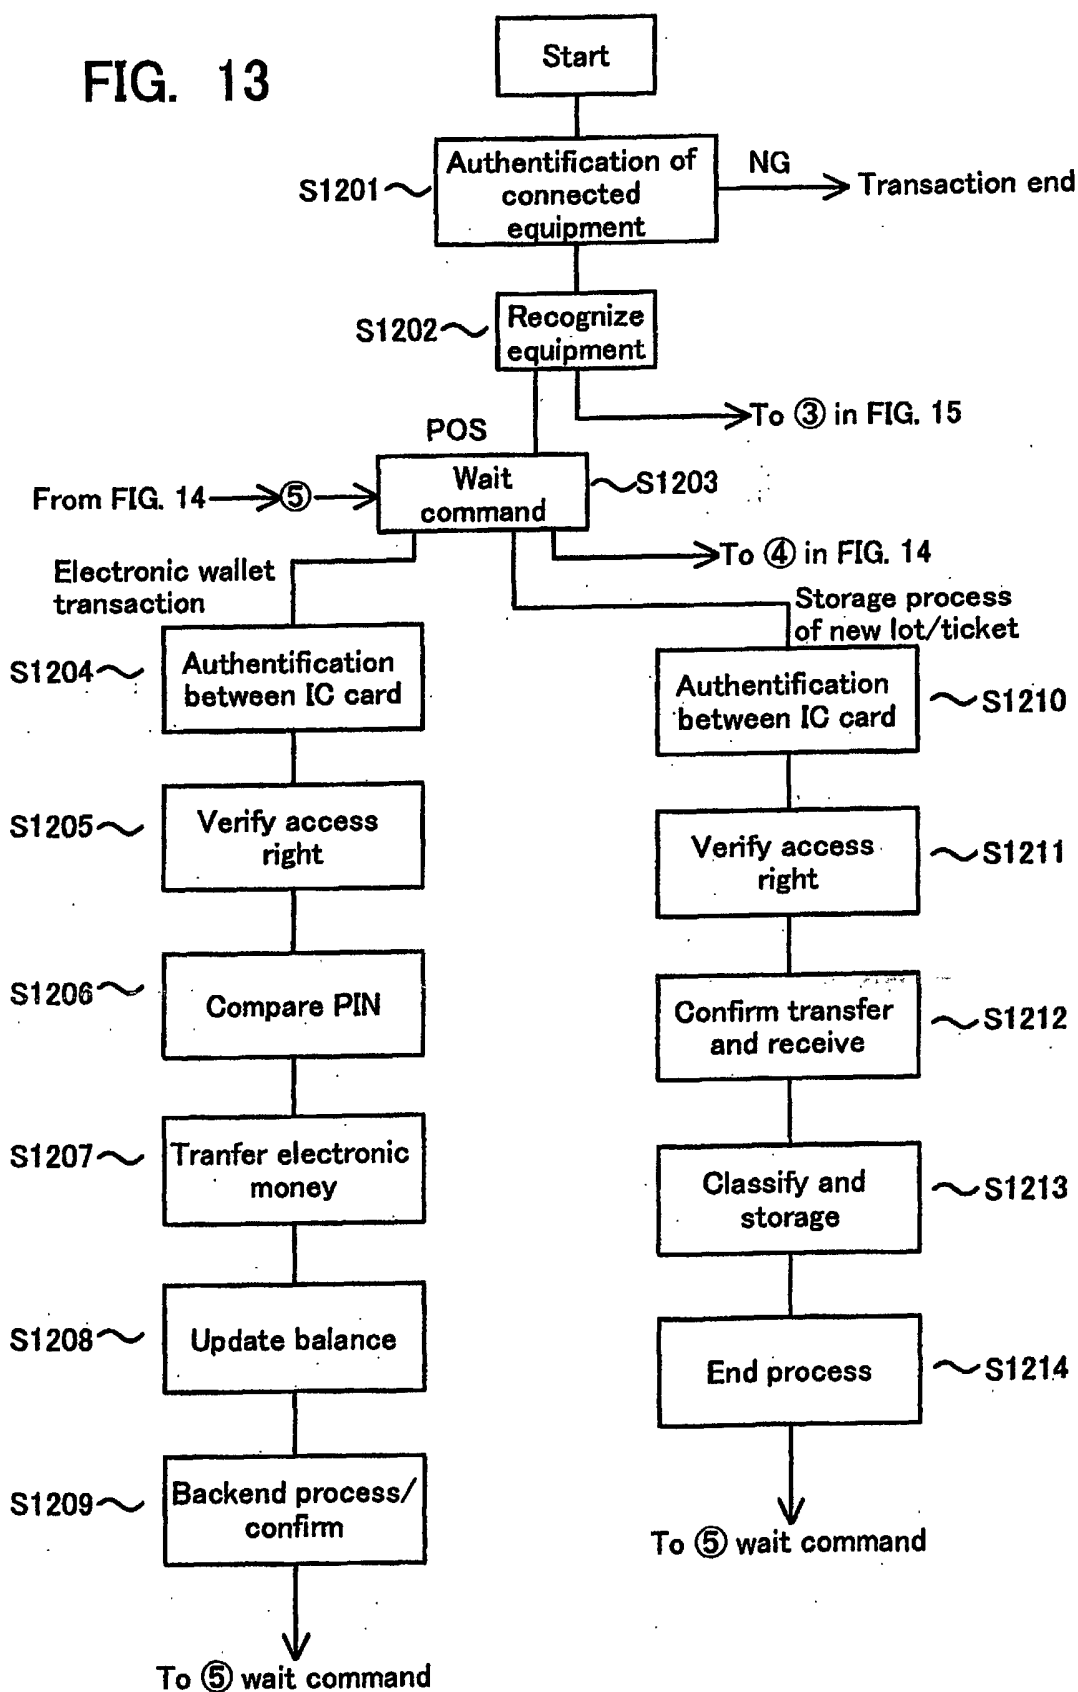 FIG. 13
Start
S1201
Authentification of
connected
equipment
NG
Transaction end
S1202
Recognize
equipment
To ③ in FIG. 15
POS
From FIG. 14
⑤
Wait
command
S1203
To ④ in FIG. 14
Electronic wallet
transaction
Storage process
of new lot/ticket
S1204
Authentification
between IC card
S1205
Verify access
right
S1206
Compare PIN
S1207
Tranfer electronic
money
S1208
Update balance
S1209
Backend process/
confirm
To ⑤ wait command
Authentification
between IC card
S1210
Verify access
right
S1211
Confirm transfer
and receive
S1212
Classify and
storage
S1213
End process
S1214
To ⑤ wait command